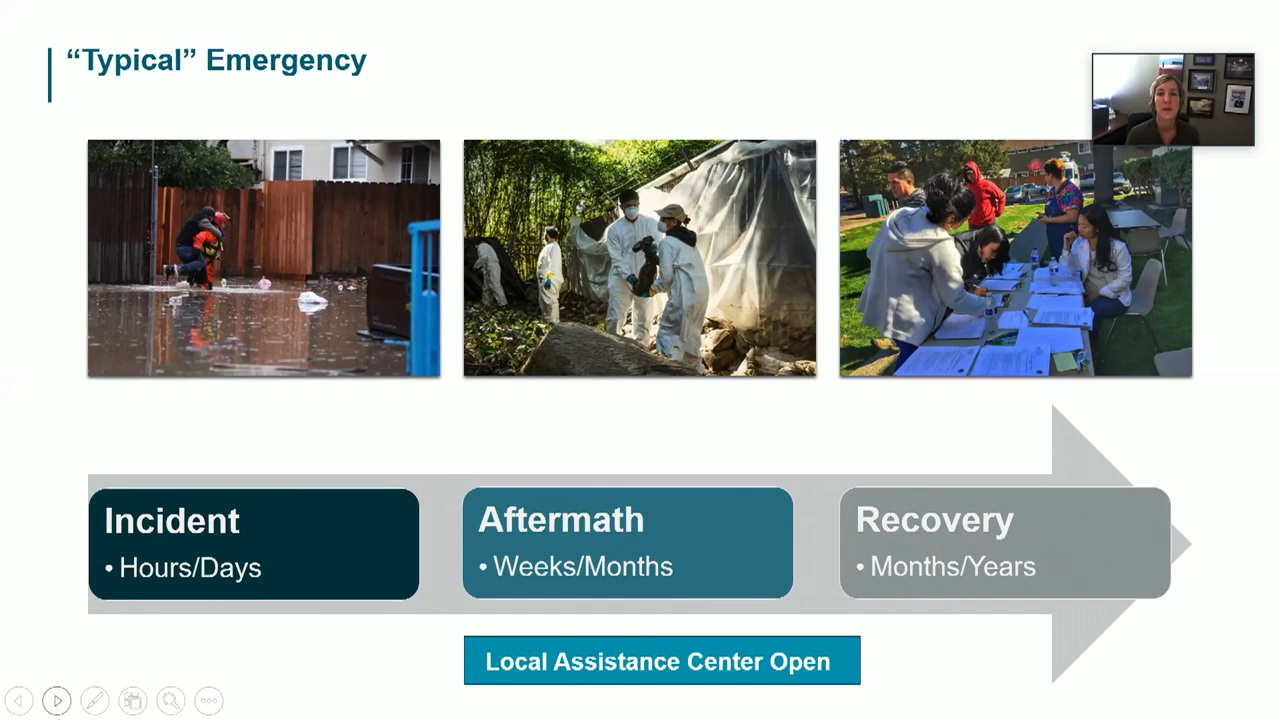 “Typical” Emergency
Incident
• Hours/Days
Aftermath
• Weeks/Months
Recovery
• Months/Years
Local Assistance Center Open